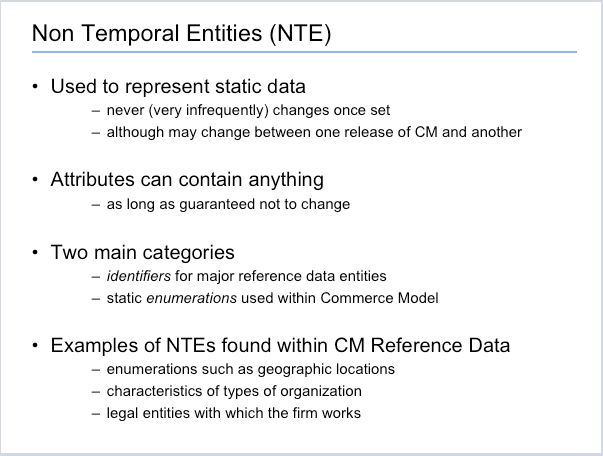 Non Temporal Entities (NTE)
• Used to represent static data
– never (very infrequently) changes once set
– although may change between one release of CM and another
• Attributes can contain anything
– as long as guaranteed not to change
• Two main categories
– identifiers for major reference data entities
– static enumerations used within Commerce Model
• Examples of NTEs found within CM Reference Data
– enumerations such as geographic locations
– characteristics of types of organization
– legal entities with which the firm works